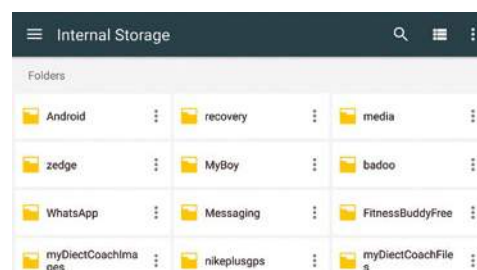 Internal Storage
Folders
Android recovery media
zedge MyBoy badoo
WhatsApp Messaging FitnessBuddyFree
myDiectCoachIma nikeplusgps myDiectCoachFile
ges s